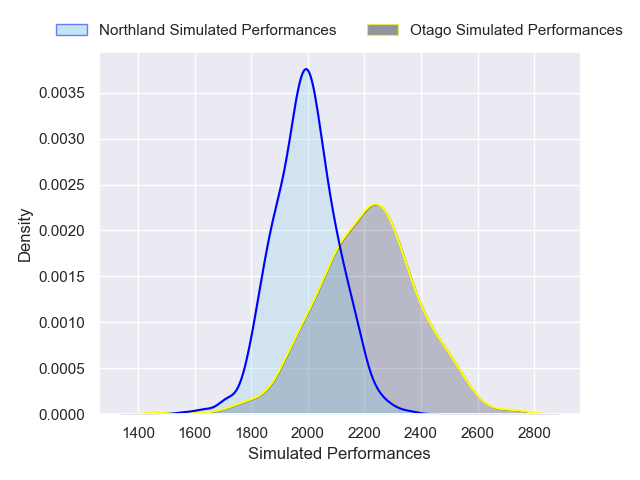 Northland Simulated Performances
Otago Simulated Performances
0.0035
0.0030
0.0025
0.0020
0.0015
0.0010
0.0005
0.0000
Density
1400 1600 1800 2000 2200 2400 2600 2800
Simulated Performances